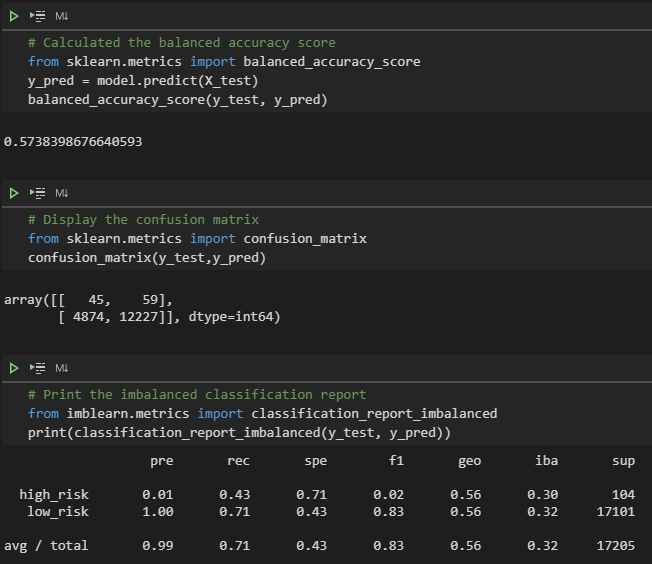 M↓
# Calculated the balanced accuracy score
from sklearn.metrics import balanced_accuracy_score
y_pred = model.predict(X_test)
balanced_accuracy_score(y_test, y_pred)
0.5738398676640593
M↓
# Display the confusion matrix
from sklearn.metrics import confusion_matrix
confusion_matrix(y_test,y_pred)
array([[   45,    59],
       [ 4874, 12227]], dtype=int64)
M↓
# Print the imbalanced classification report
from imblearn.metrics import classification_report_imbalanced
print(classification_report_imbalanced(y_test, y_pred))
pre rec spe f1 geo iba sup
high_risk 0.01 0.43 0.71 0.02 0.56 0.30 104
low_risk 1.00 0.71 0.43 0.83 0.56 0.32 17101
avg / total 0.99 0.71 0.43 0.83 0.56 0.32 17205